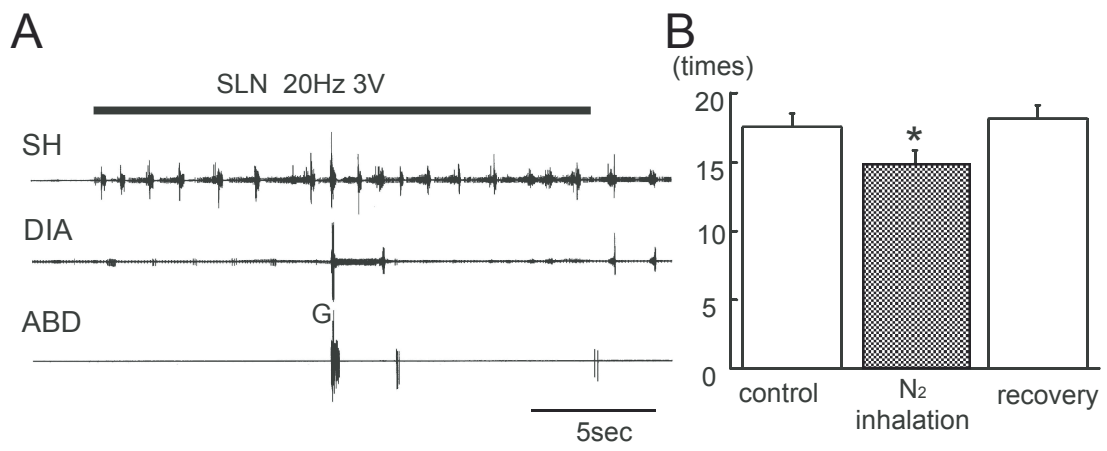 A
SLN 20Hz 3V
SH
DIA
G
ABD
5sec
B
(times)
20
15
10
5
0
*
control
N2
inhalation
recovery